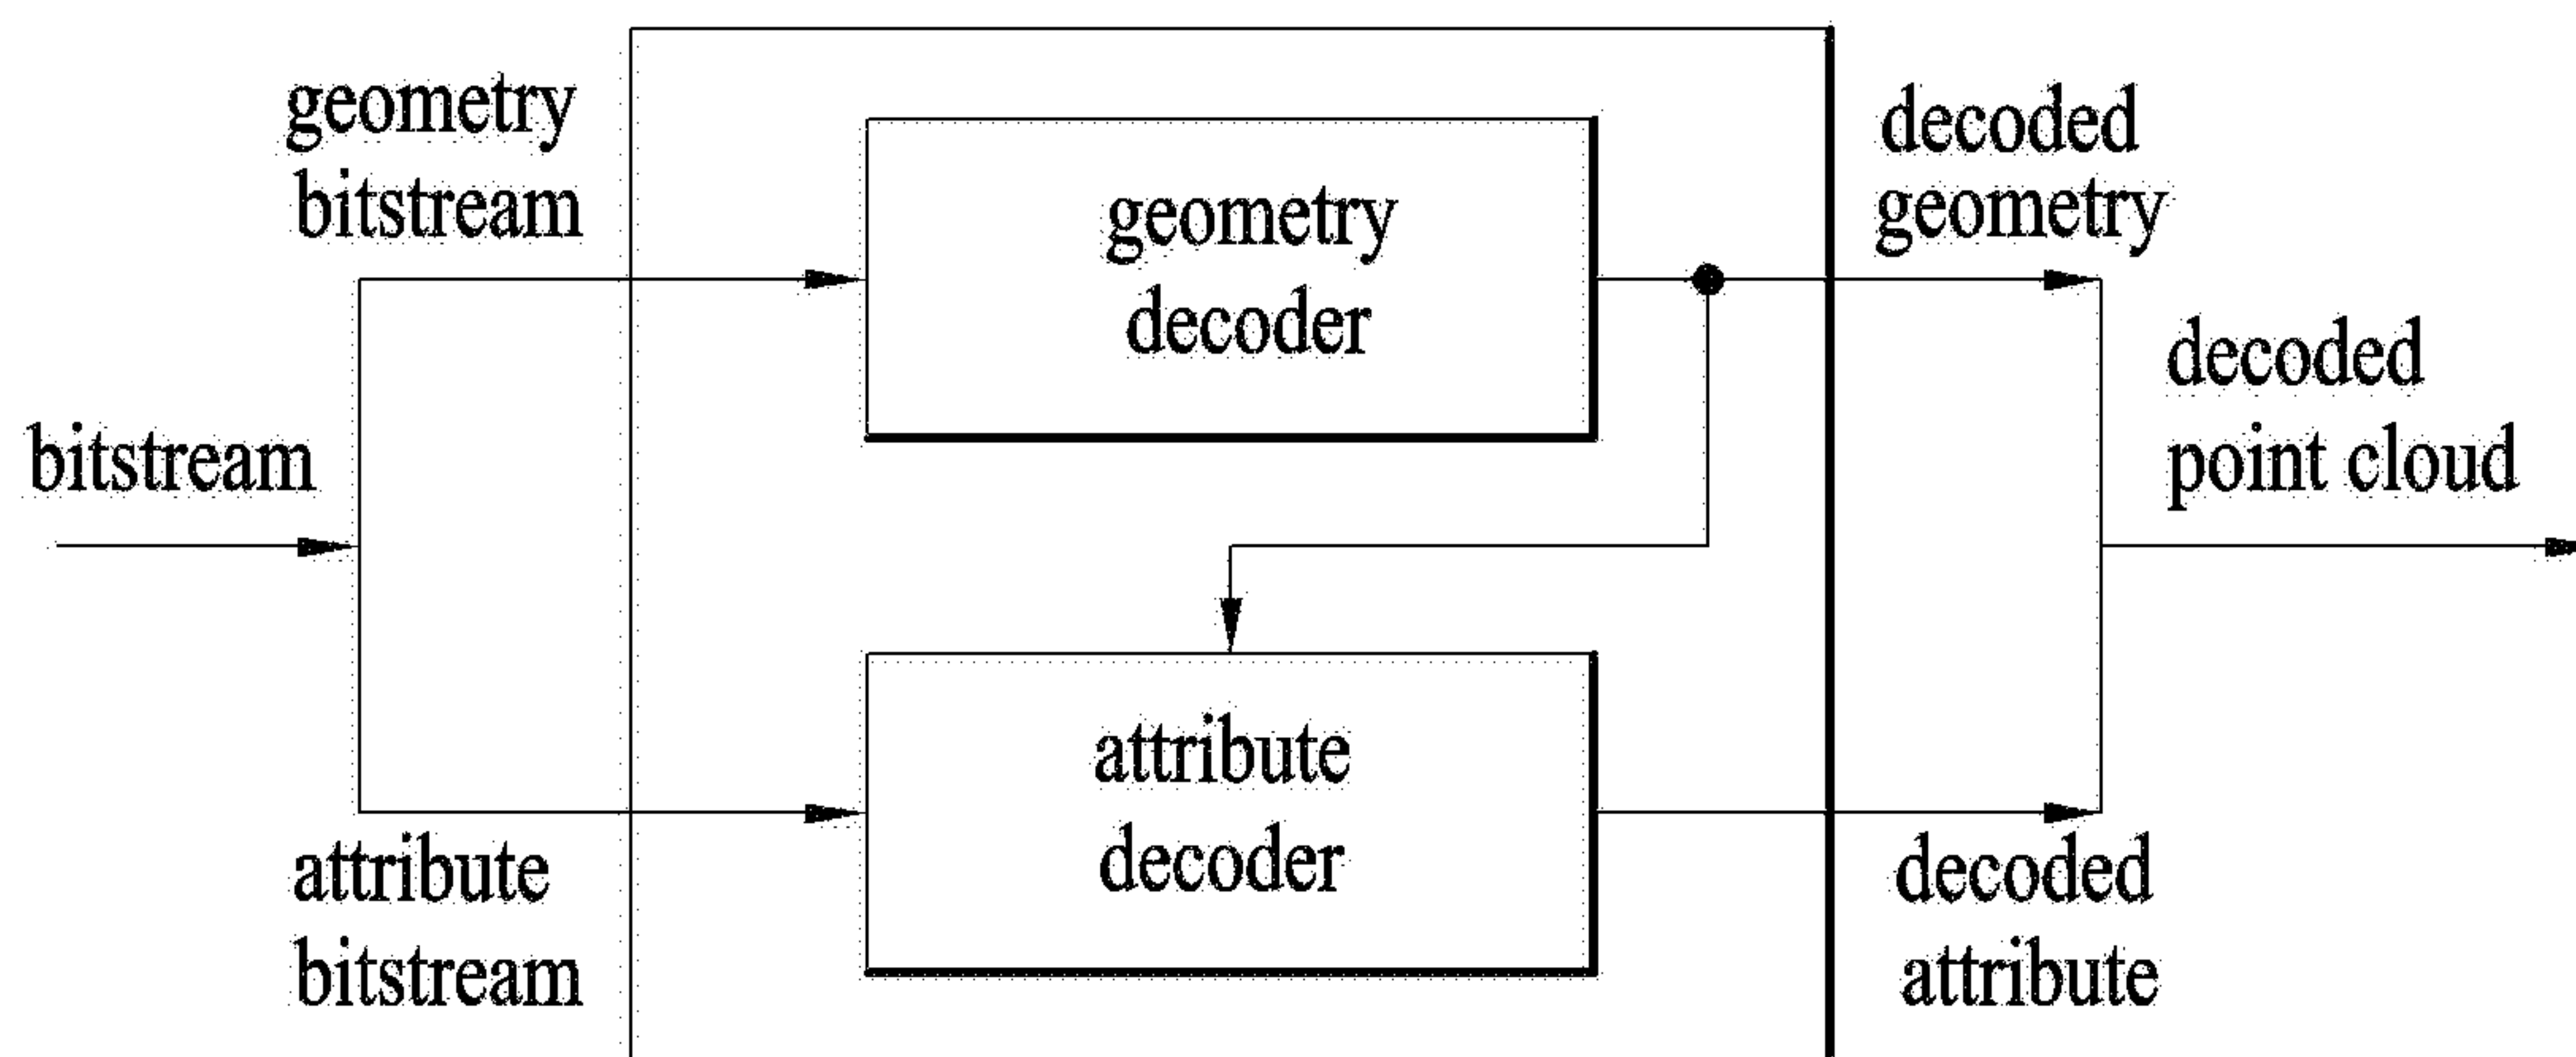 geometry
bitstream
bitstream
attribute
bitstream
geometry
decoder
attribute
decoder
decoded
geometry
decoded
point cloud
decoded
attribute